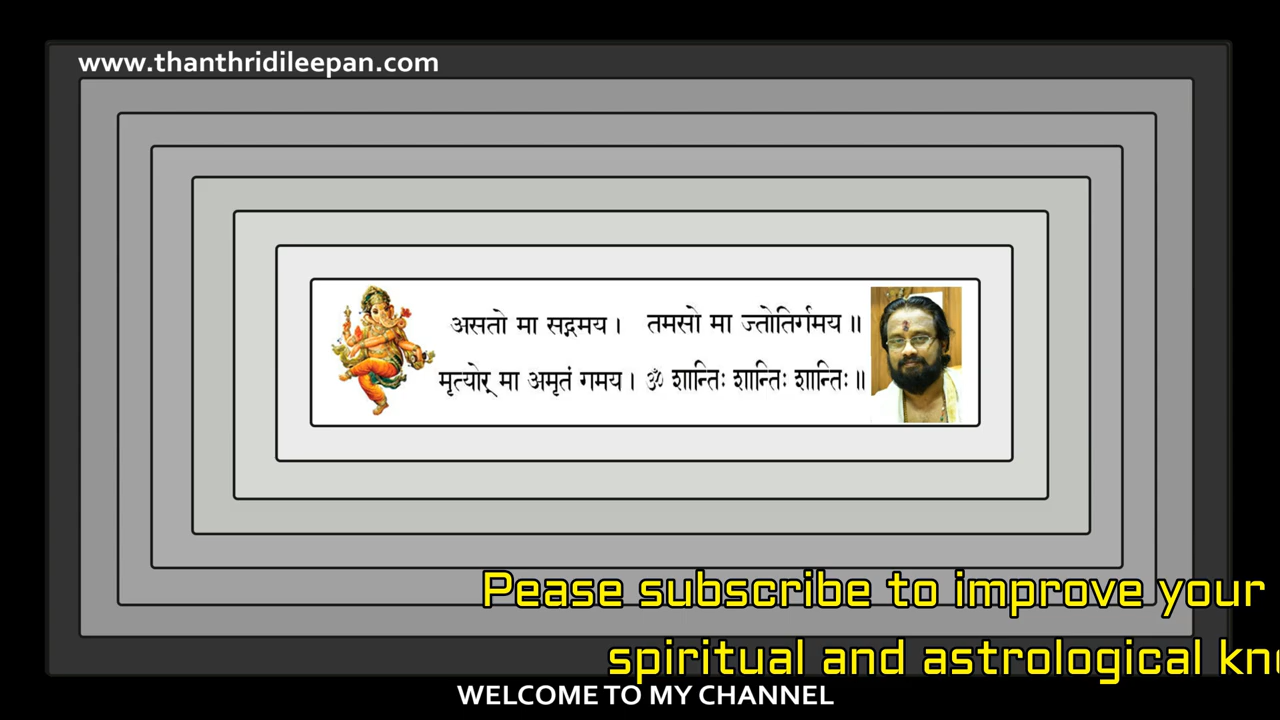 www.thanthridileepan.com
असतो मा सद्गमय। तमसो मा ज्तोतिर्गमय॥
मृत्योर् मा अमृतं गमय। ॐ शान्तिः शान्तिः शान्तिः॥
Pease subscribe to improve your
spiritual and astrological
WELCOME TO MY CHANNEL